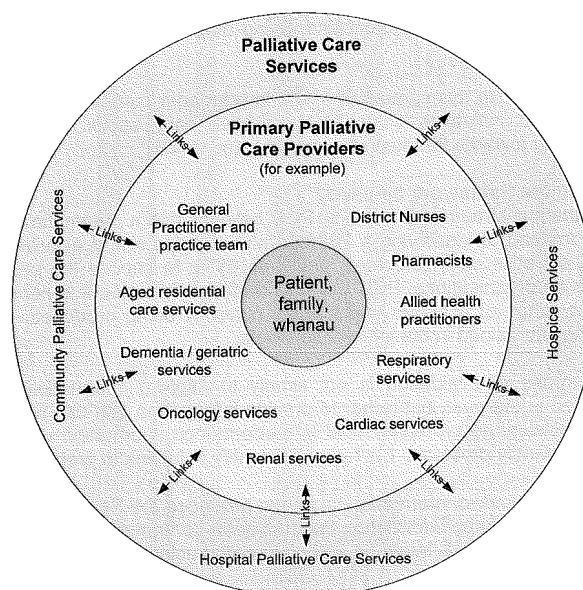 Palliative Care
Services
Links
Links
Primary Palliative
Care Providers
(for example)
General
Practitioner and
practice team
District Nurses
Links
Links
Pharmacists
Community Palliative Care Services
Aged residential
care services
Patient,
family,
whanau
Allied health
practitioners
Hospice Services
Dementia / geriatric
services
Respiratory
services
Links
Links
Oncology services
Cardiac services
Renal services
Links
Links
Links
Hospital Palliative Care Services